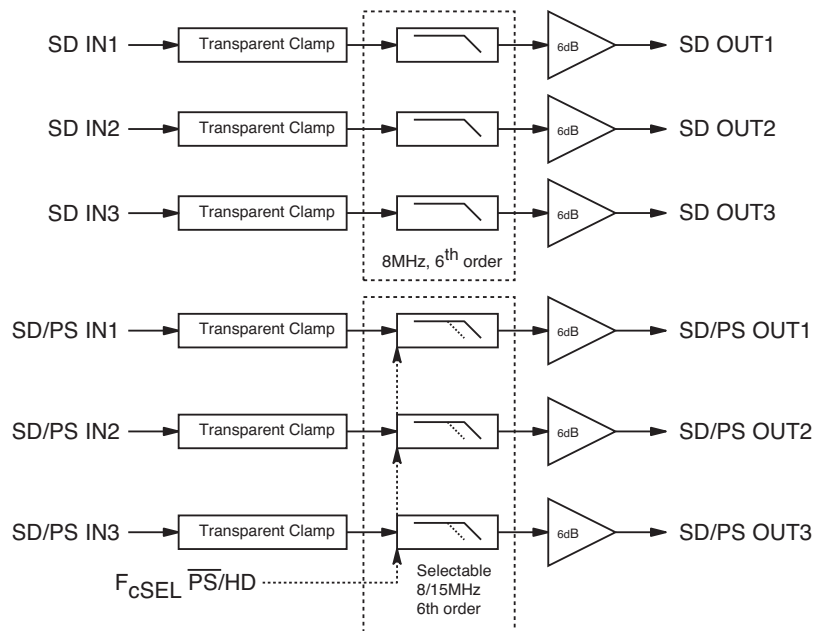 SD IN1 Transparent Clamp 6dB SD OUT1
SD IN2 Transparent Clamp 6dB SD OUT2
SD IN3 Transparent Clamp 6dB SD OUT3
8MHz, 6th order
SD/PS IN1 Transparent Clamp 6dB SD/PS OUT1
SD/PS IN2 Transparent Clamp 6dB SD/PS OUT2
SD/PS IN3 Transparent Clamp 6dB SD/PS OUT3
FcSEL P̅S̅/HD
Selectable
8/15MHz
6th order